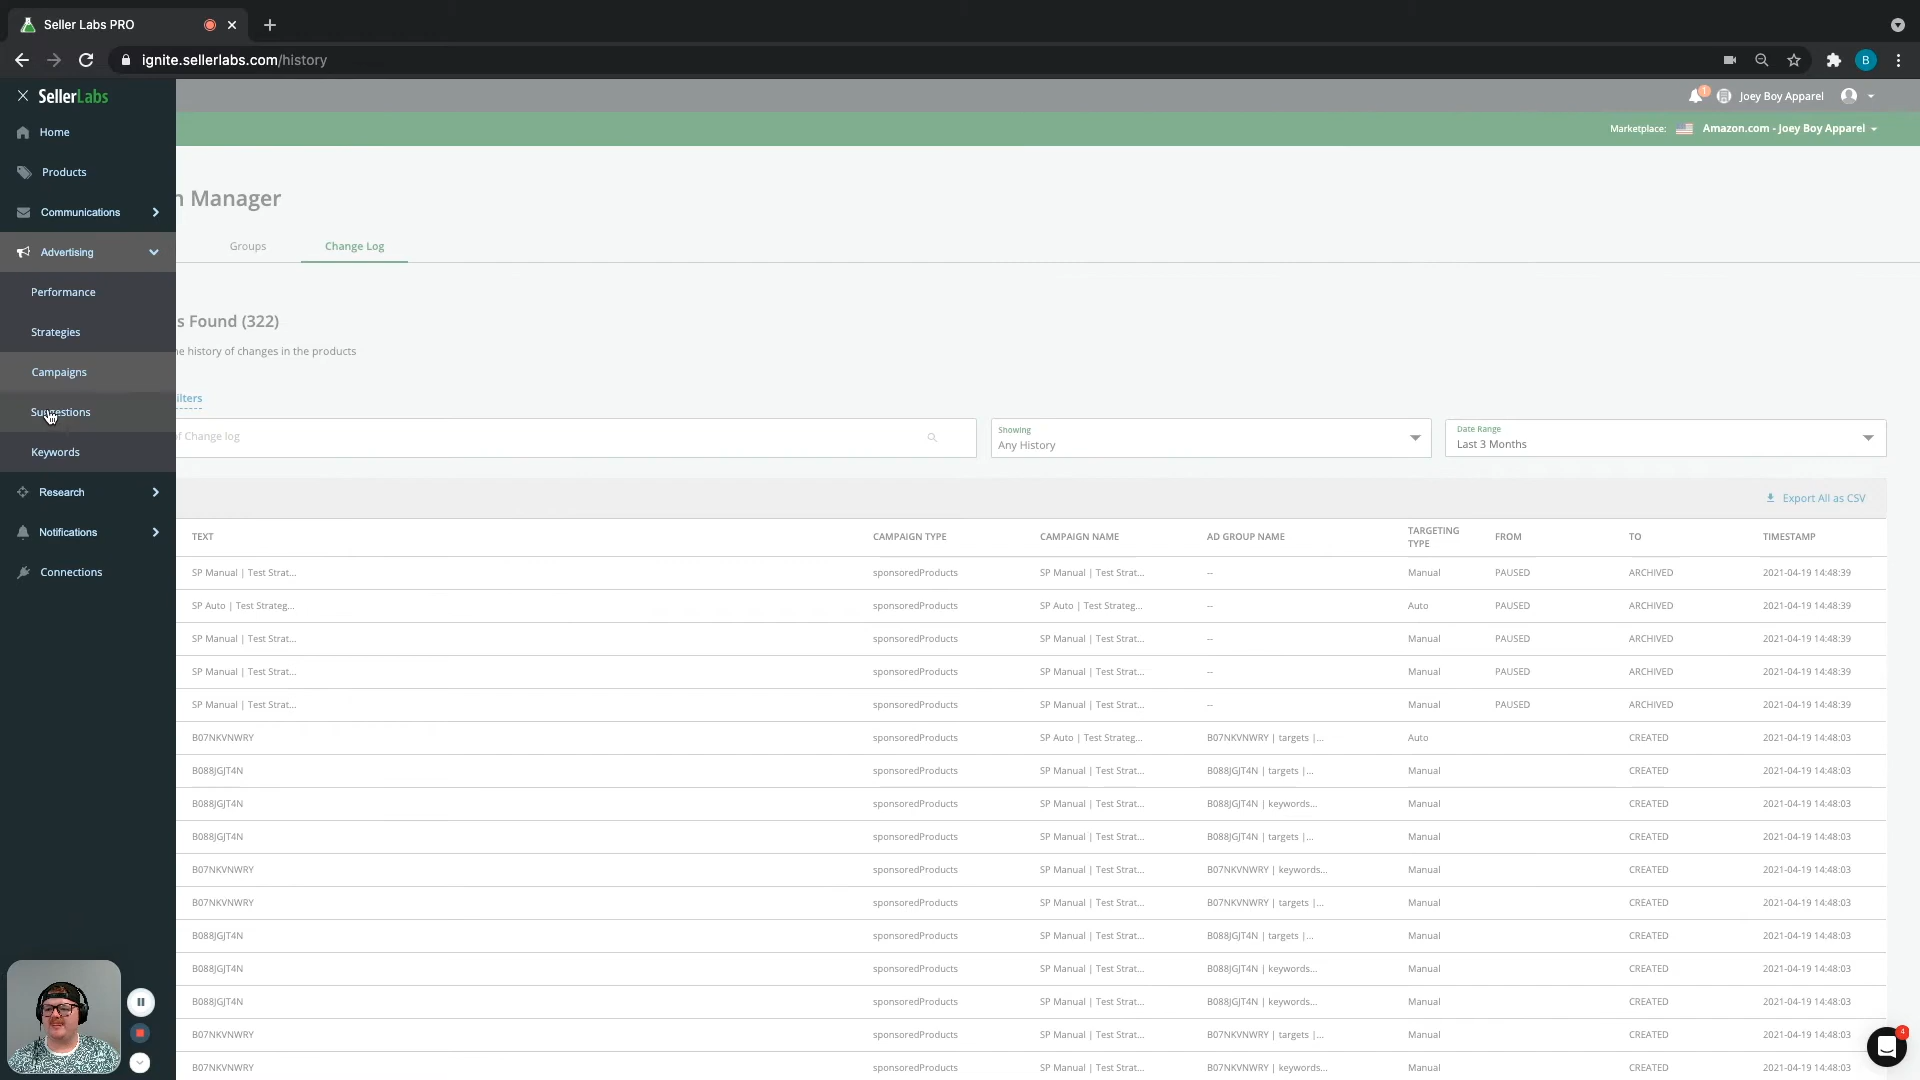 Seller Labs PRO
ignite.sellerlabs.com/history
B
SellerLabs
1
Joey Boy Apparel
Marketplace:
Amazon.com - Joey Boy Apparel
Home
Products
Communications
Advertising
Performance
Strategies
Campaigns
Suggestions
Keywords
Research
Notifications
Connections
n Manager
Groups
Change Log
s Found (322)
he history of changes in the products
ilters
of Change log
Showing
Any History
Date Range
Last 3 Months
Export All as CSV
TEXT CAMPAIGN TYPE CAMPAIGN NAME AD GROUP NAME TARGETING TYPE FROM TO TIMESTAMP
SP Manual | Test Strat... sponsoredProducts SP Manual | Test Strat... -- Manual PAUSED ARCHIVED 2021-04-19 14:48:39
SP Auto | Test Strateg... sponsoredProducts SP Auto | Test Strateg... -- Auto PAUSED ARCHIVED 2021-04-19 14:48:39
SP Manual | Test Strat... sponsoredProducts SP Manual | Test Strat... -- Manual PAUSED ARCHIVED 2021-04-19 14:48:39
SP Manual | Test Strat... sponsoredProducts SP Manual | Test Strat... -- Manual PAUSED ARCHIVED 2021-04-19 14:48:39
SP Manual | Test Strat... sponsoredProducts SP Manual | Test Strat... -- Manual PAUSED ARCHIVED 2021-04-19 14:48:39
B07NKVNWRY sponsoredProducts SP Auto | Test Strateg... B07NKVNWRY | targets |... Auto CREATED 2021-04-19 14:48:03
B088JGJT4N sponsoredProducts SP Manual | Test Strat... B088JGJT4N | targets |... Manual CREATED 2021-04-19 14:48:03
B088JGJT4N sponsoredProducts SP Manual | Test Strat... B088JGJT4N | keywords... Manual CREATED 2021-04-19 14:48:03
B088JGJT4N sponsoredProducts SP Manual | Test Strat... B088JGJT4N | targets |... Manual CREATED 2021-04-19 14:48:03
B07NKVNWRY sponsoredProducts SP Manual | Test Strat... B07NKVNWRY | keywords... Manual CREATED 2021-04-19 14:48:03
B07NKVNWRY sponsoredProducts SP Manual | Test Strat... B07NKVNWRY | targets |... Manual CREATED 2021-04-19 14:48:03
B088JGJT4N sponsoredProducts SP Manual | Test Strat... B088JGJT4N | targets |... Manual CREATED 2021-04-19 14:48:03
B088JGJT4N sponsoredProducts SP Manual | Test Strat... B088JGJT4N | keywords... Manual CREATED 2021-04-19 14:48:03
B088JGJT4N sponsoredProducts SP Manual | Test Strat... B088JGJT4N | keywords... Manual CREATED 2021-04-19 14:48:03
B07NKVNWRY sponsoredProducts SP Manual | Test Strat... B07NKVNWRY | targets |... Manual CREATED 2021-04-19 14:48:03
B07NKVNWRY sponsoredProducts SP Manual | Test Strat... B07NKVNWRY | keywords... Manual CREATED 2021-04-19 14:48:03
4